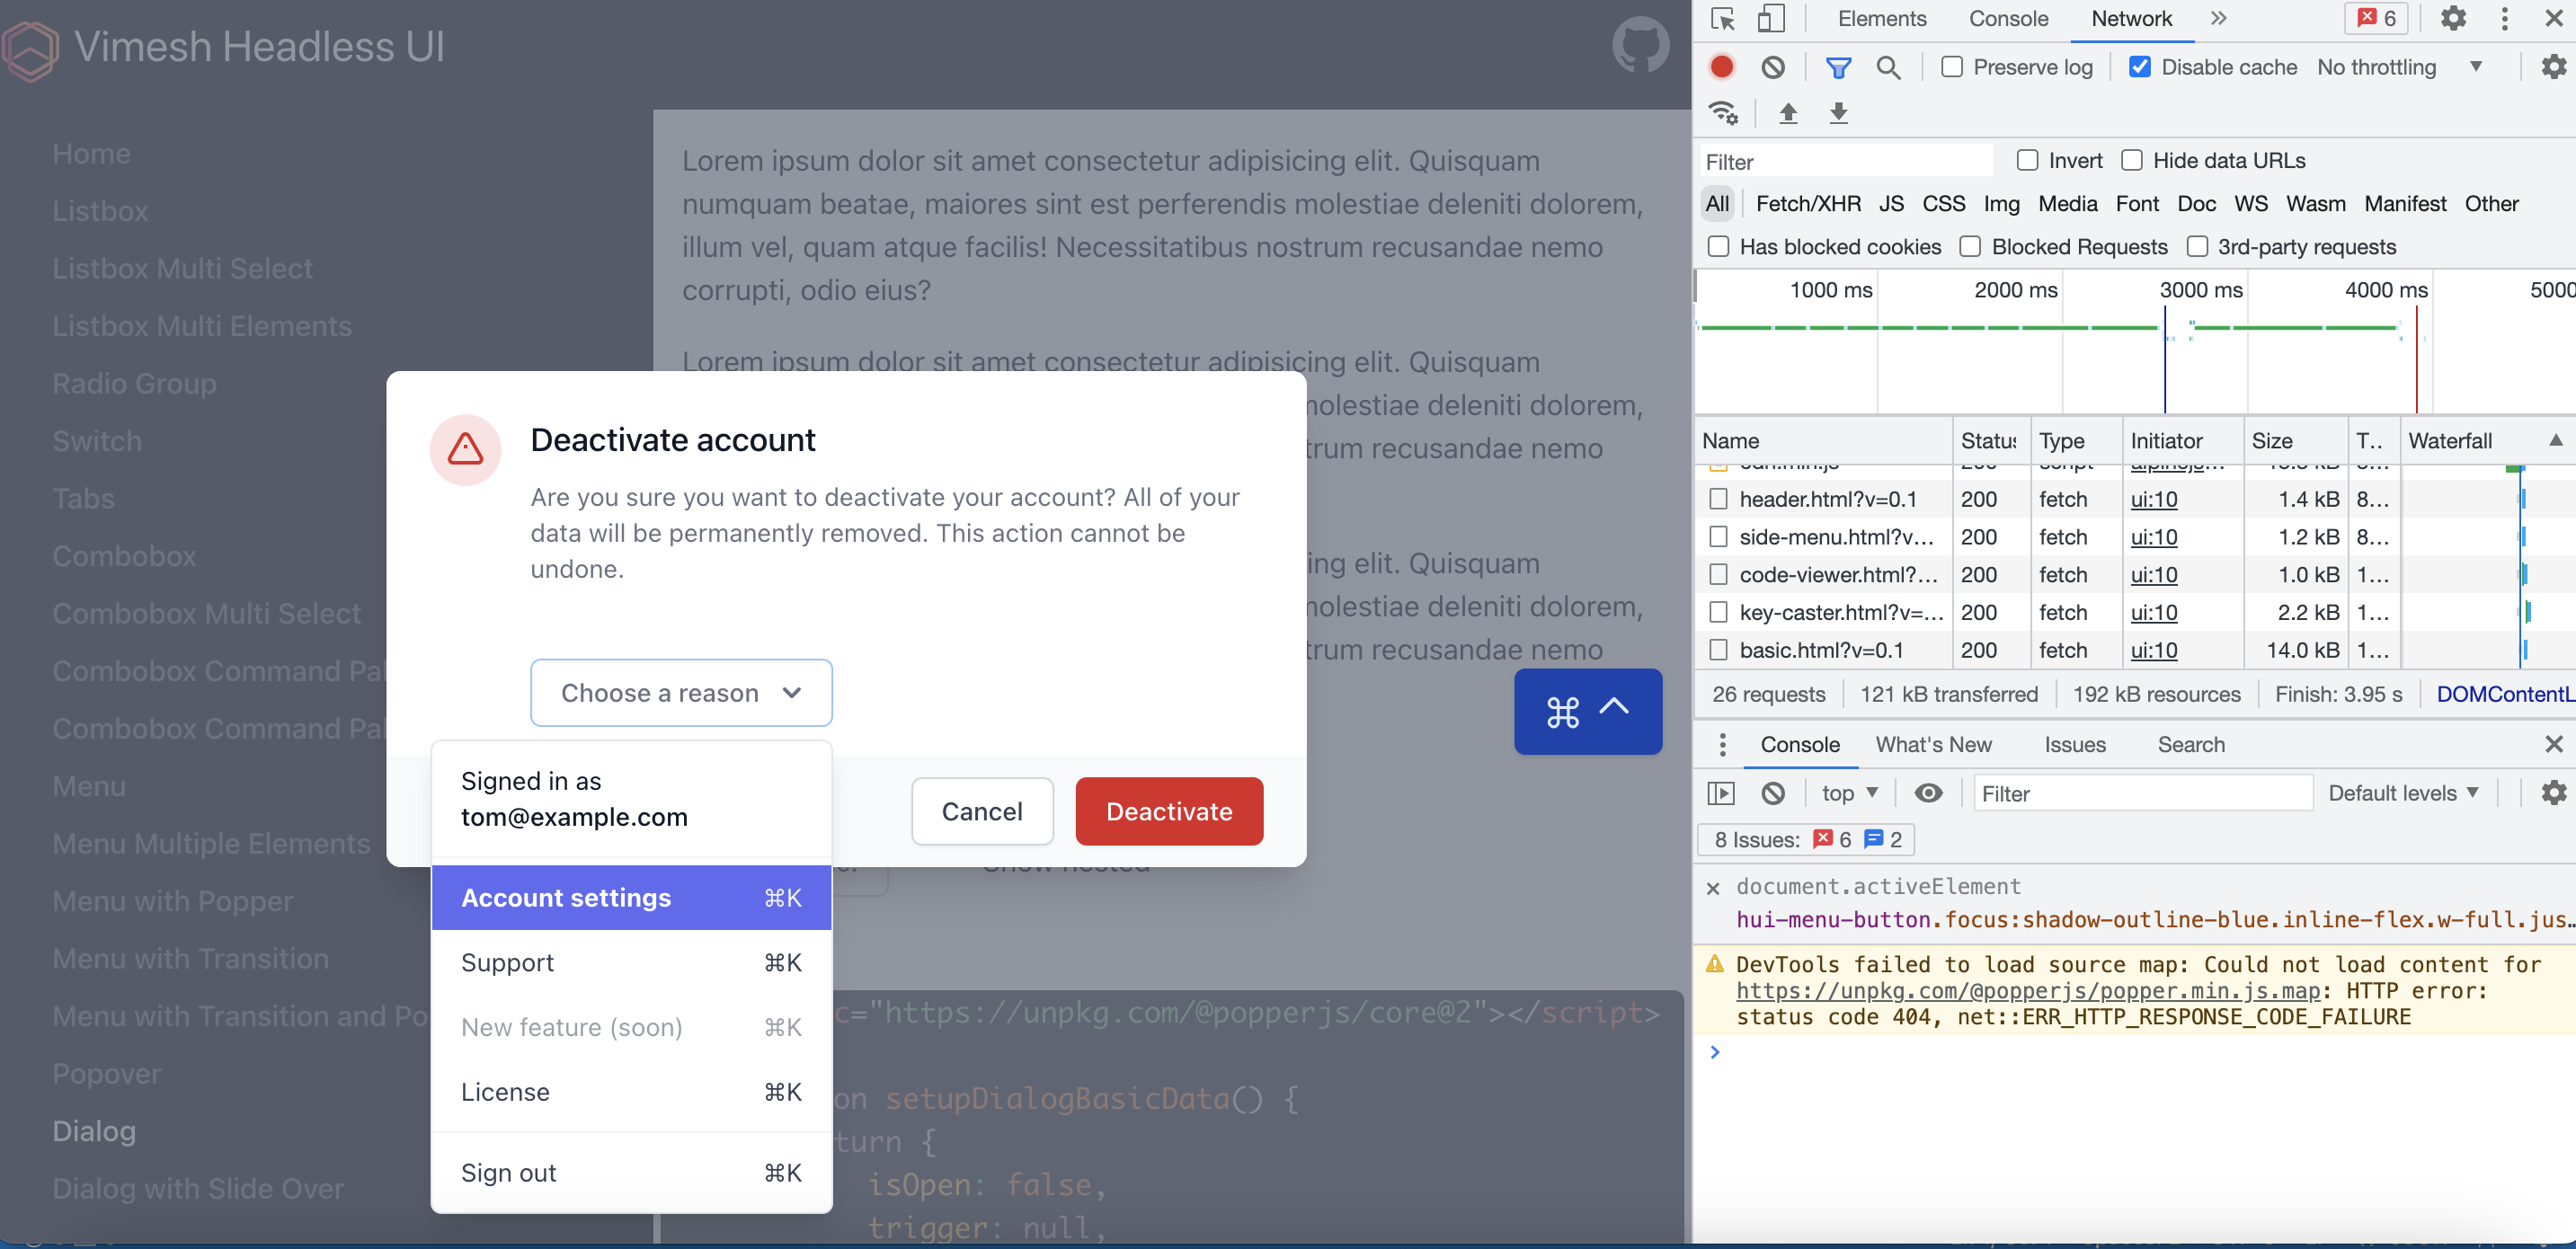 Vimesh Headless UI
Home
Listbox
Listbox Multi Select
Listbox Multi Elements
Radio Group
Switch
Tabs
Combobox
Combobox Multi Select
Combobox Command Pal
Combobox Command Pal
Menu
Menu Multiple Elements
Menu with Popper
Menu with Transition
Menu with Transition and Po
Popover
Dialog
Dialog with Slide Over
Lorem ipsum dolor sit amet consectetur adipisicing elit. Quisquam
numquam beatae, maiores sint est perferendis molestiae deleniti dolorem,
illum vel, quam atque facilis! Necessitatibus nostrum recusandae nemo
corrupti, odio eius?
Lorem ipsum dolor sit amet consectetur adipisicing elit. Quisquam
molestiae deleniti dolorem,
trum recusandae nemo
ing elit. Quisquam
molestiae deleniti dolorem,
trum recusandae nemo
Deactivate account
Are you sure you want to deactivate your account? All of your
data will be permanently removed. This action cannot be
undone.
Choose a reason
Cancel
Deactivate
Show nested
Signed in as
tom@example.com
Account settings ⌘K
Support ⌘K
New feature (soon) ⌘K
License ⌘K
Sign out ⌘K
⌘ ^
c="https://unpkg.com/@popperjs/core@2"></script>
on setupDialogBasicData() {
turn {
isOpen: false,
trigger: null,
Elements Console Network » 6
Preserve log Disable cache No throttling
Filter Invert Hide data URLs
All Fetch/XHR JS CSS Img Media Font Doc WS Wasm Manifest Other
Has blocked cookies Blocked Requests 3rd-party requests
1000 ms 2000 ms 3000 ms 4000 ms 5000
Name Status Type Initiator Size T.. Waterfall
header.html?v=0.1 200 fetch ui:10 1.4 kB 8...
side-menu.html?v... 200 fetch ui:10 1.2 kB 8...
code-viewer.html?... 200 fetch ui:10 1.0 kB 1...
key-caster.html?v=... 200 fetch ui:10 2.2 kB 1...
basic.html?v=0.1 200 fetch ui:10 14.0 kB 1...
26 requests 121 kB transferred 192 kB resources Finish: 3.95 s DOMContentL
Console What's New Issues Search
top Filter Default levels
8 Issues: 6 2
document.activeElement
hui-menu-button.focus:shadow-outline-blue.inline-flex.w-full.jus…
DevTools failed to load source map: Could not load content for
https://unpkg.com/@popperjs/popper.min.js.map: HTTP error:
status code 404, net::ERR_HTTP_RESPONSE_CODE_FAILURE